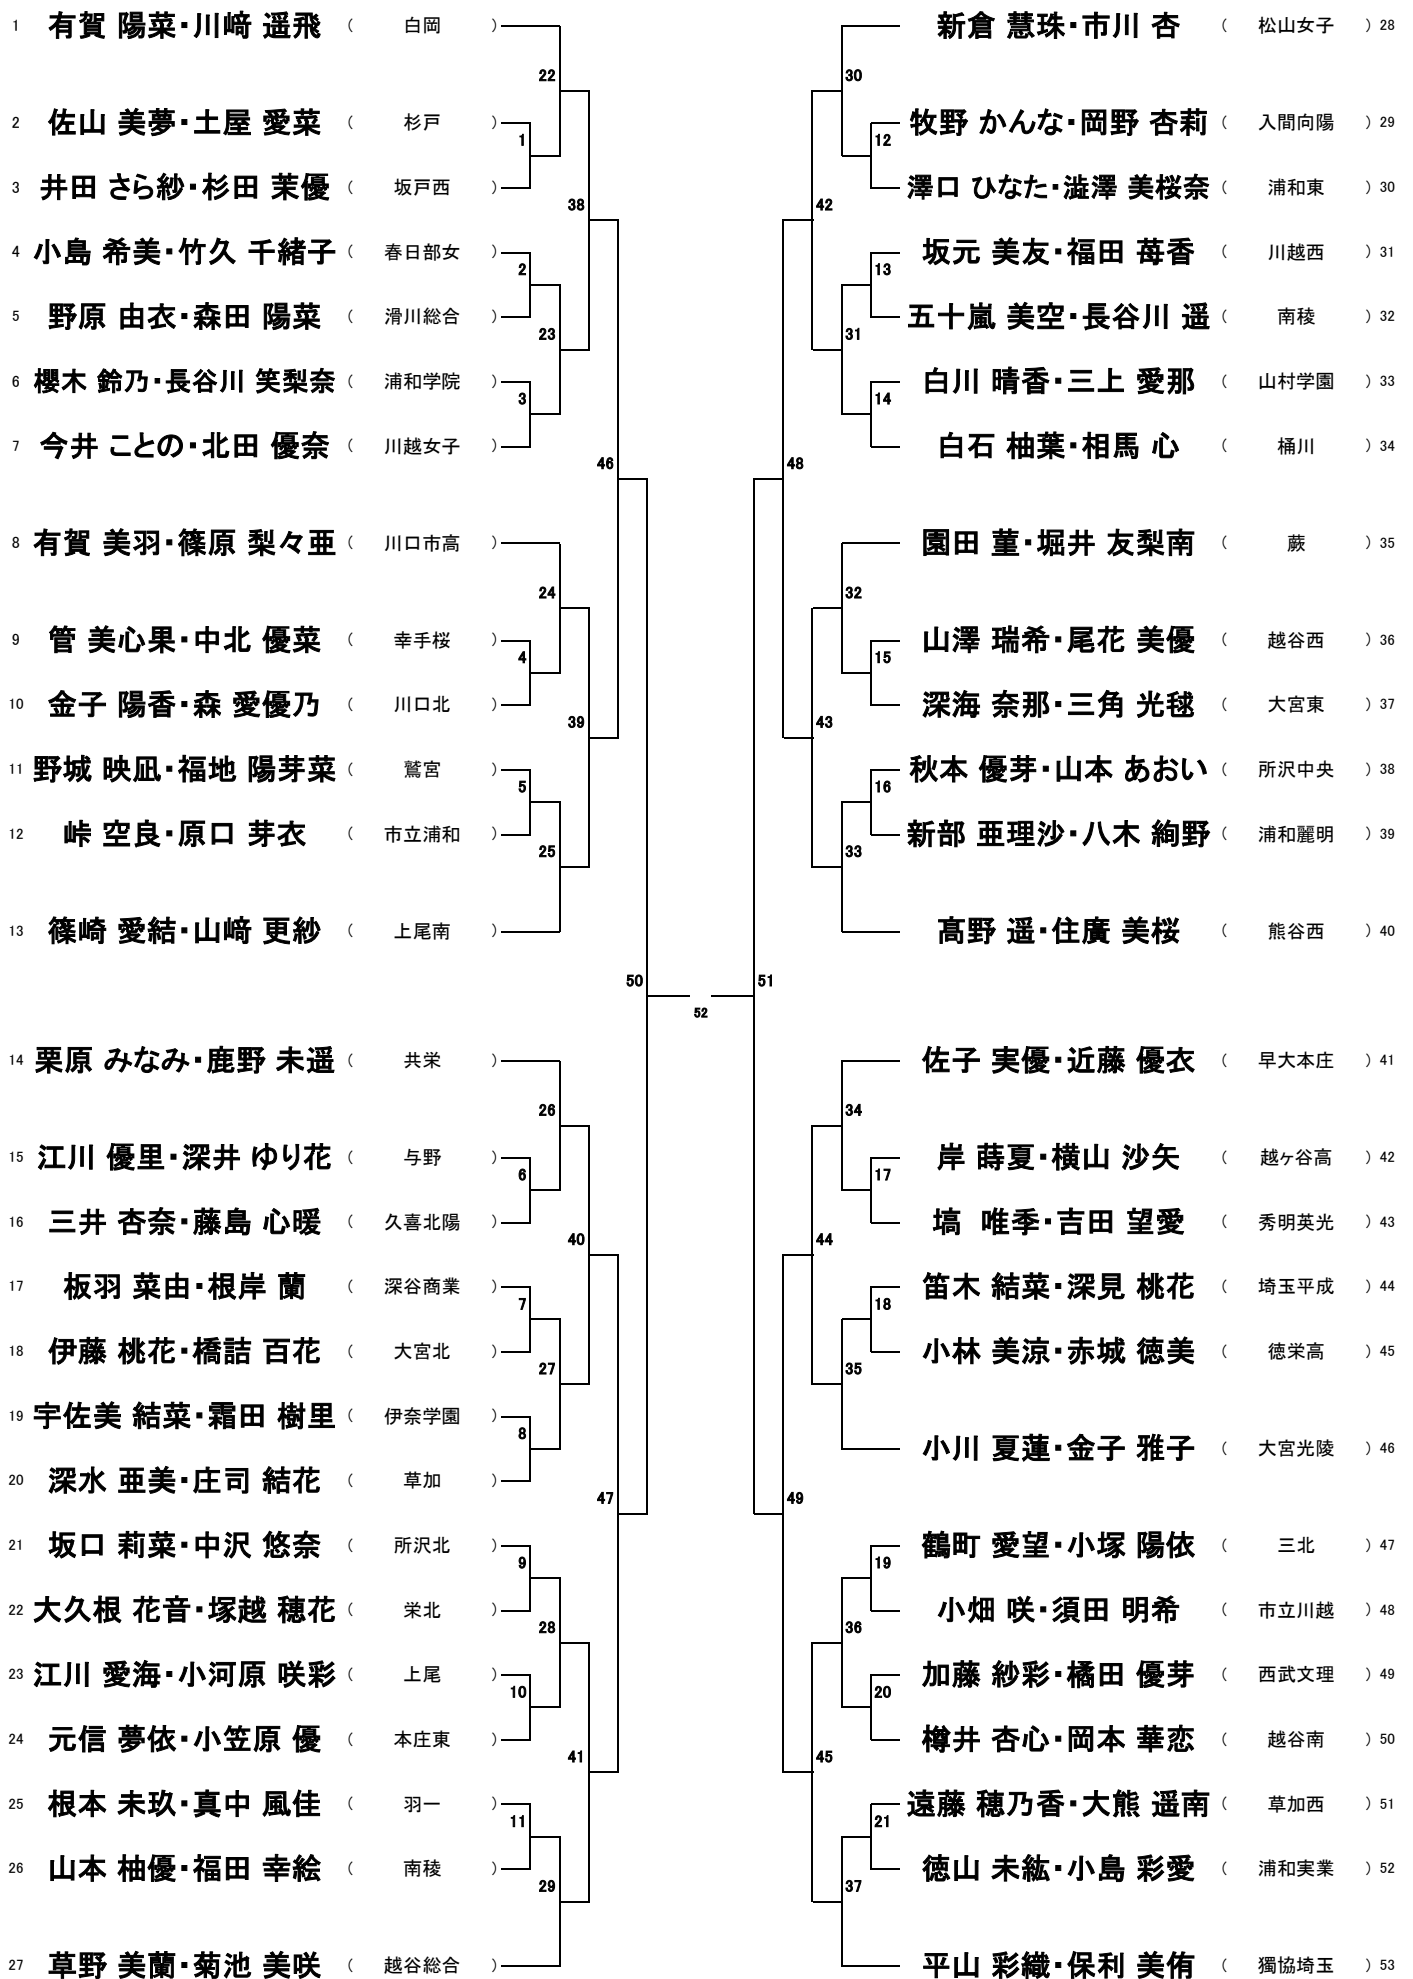 1 有賀 陽菜・川﨑 遥飛 ( 白岡 )
22
2 佐山 美夢・土屋 愛菜 ( 杉戸 )
1
3 井田 さら紗・杉田 茉優 ( 坂戸西 )
38
4 小島 希美・竹久 千緒子 ( 春日部女 )
2
5 野原 由衣・森田 陽菜 ( 滑川総合 )
23
6 櫻木 鈴乃・長谷川 笑梨奈 ( 浦和学院 )
3
7 今井 ことの・北田 優奈 ( 川越女子 )
46
8 有賀 美羽・篠原 梨々亜 ( 川口市高 )
24
9 管 美心果・中北 優菜 ( 幸手桜 )
4
10 金子 陽香・森 愛優乃 ( 川口北 )
39
11 野城 映凪・福地 陽芽菜 ( 鷲宮 )
5
12 峠 空良・原口 芽衣 ( 市立浦和 )
25
13 篠崎 愛結・山﨑 更紗 ( 上尾南 )
50
14 栗原 みなみ・鹿野 未遥 ( 共栄 )
26
15 江川 優里・深井 ゆり花 ( 与野 )
6
16 三井 杏奈・藤島 心暖 ( 久喜北陽 )
40
17 板羽 菜由・根岸 蘭 ( 深谷商業 )
7
18 伊藤 桃花・橋詰 百花 ( 大宮北 )
27
19 宇佐美 結菜・霜田 樹里 ( 伊奈学園 )
8
20 深水 亜美・庄司 結花 ( 草加 )
47
21 坂口 莉菜・中沢 悠奈 ( 所沢北 )
9
22 大久根 花音・塚越 穂花 ( 栄北 )
28
23 江川 愛海・小河原 咲彩 ( 上尾 )
10
24 元信 夢依・小笠原 優 ( 本庄東 )
41
25 根本 未玖・真中 風佳 ( 羽一 )
11
26 山本 柚優・福田 幸絵 ( 南稜 )
29
27 草野 美蘭・菊池 美咲 ( 越谷総合 )
52
新倉 慧珠・市川 杏 ( 松山女子 ) 28
30
牧野 かんな・岡野 杏莉 ( 入間向陽 ) 29
12
澤口 ひなた・澁澤 美桜奈 ( 浦和東 ) 30
42
坂元 美友・福田 苺香 ( 川越西 ) 31
13
五十嵐 美空・長谷川 遥 ( 南稜 ) 32
31
白川 晴香・三上 愛那 ( 山村学園 ) 33
14
白石 柚葉・相馬 心 ( 桶川 ) 34
48
園田 菫・堀井 友梨南 ( 蕨 ) 35
32
山澤 瑞希・尾花 美優 ( 越谷西 ) 36
15
深海 奈那・三角 光毬 ( 大宮東 ) 37
43
秋本 優芽・山本 あおい ( 所沢中央 ) 38
16
新部 亜理沙・八木 絢野 ( 浦和麗明 ) 39
33
髙野 遥・住廣 美桜 ( 熊谷西 ) 40
51
佐子 実優・近藤 優衣 ( 早大本庄 ) 41
34
岸 蒔夏・横山 沙矢 ( 越ヶ谷高 ) 42
17
塙 唯季・吉田 望愛 ( 秀明英光 ) 43
44
笛木 結菜・深見 桃花 ( 埼玉平成 ) 44
18
小林 美涼・赤城 徳美 ( 徳栄高 ) 45
35
小川 夏蓮・金子 雅子 ( 大宮光陵 ) 46
49
鶴町 愛望・小塚 陽依 ( 三北 ) 47
19
小畑 咲・須田 明希 ( 市立川越 ) 48
36
加藤 紗彩・橘田 優芽 ( 西武文理 ) 49
20
樽井 杏心・岡本 華恋 ( 越谷南 ) 50
45
遠藤 穂乃香・大熊 遥南 ( 草加西 ) 51
21
徳山 未紘・小島 彩愛 ( 浦和実業 ) 52
37
平山 彩織・保利 美侑 ( 獨協埼玉 ) 53